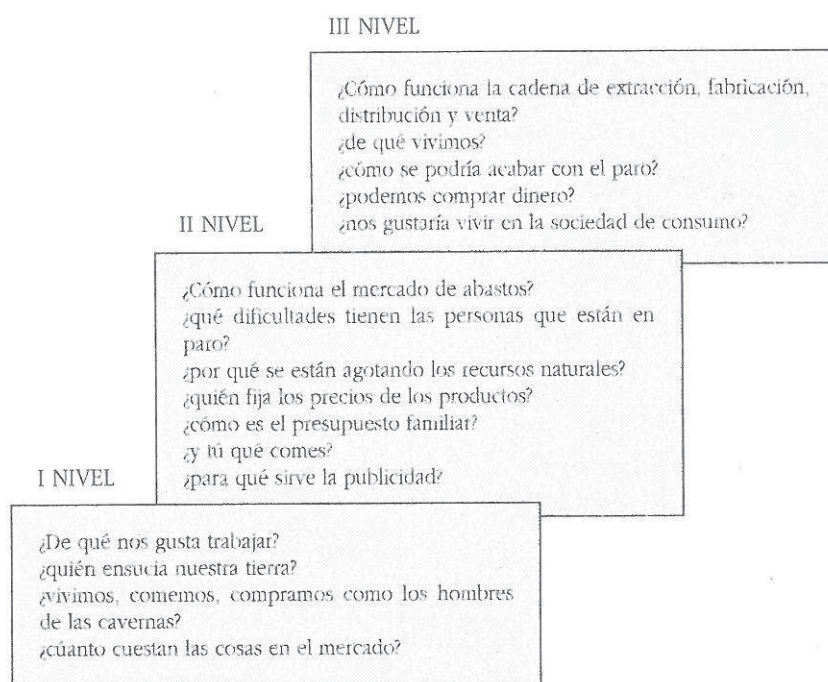 III NIVEL
¿Cómo funciona la cadena de extracción, fabricación,
distribución y venta?
¿de qué vivimos?
¿cómo se podría acabar con el paro?
¿podemos comprar dinero?
¿nos gustaría vivir en la sociedad de consumo?
II NIVEL
¿Cómo funciona el mercado de abastos?
¿qué dificultades tienen las personas que están en
paro?
¿por qué se están agotando los recursos naturales?
¿quién fija los precios de los productos?
¿cómo es el presupuesto familiar?
¿y tú qué comes?
¿para qué sirve la publicidad?
I NIVEL
¿De qué nos gusta trabajar?
¿quién ensucia nuestra tierra?
¿vivimos, comemos, compramos como los hombres
de las cavernas?
¿cúanto cuestan las cosas en el mercado?